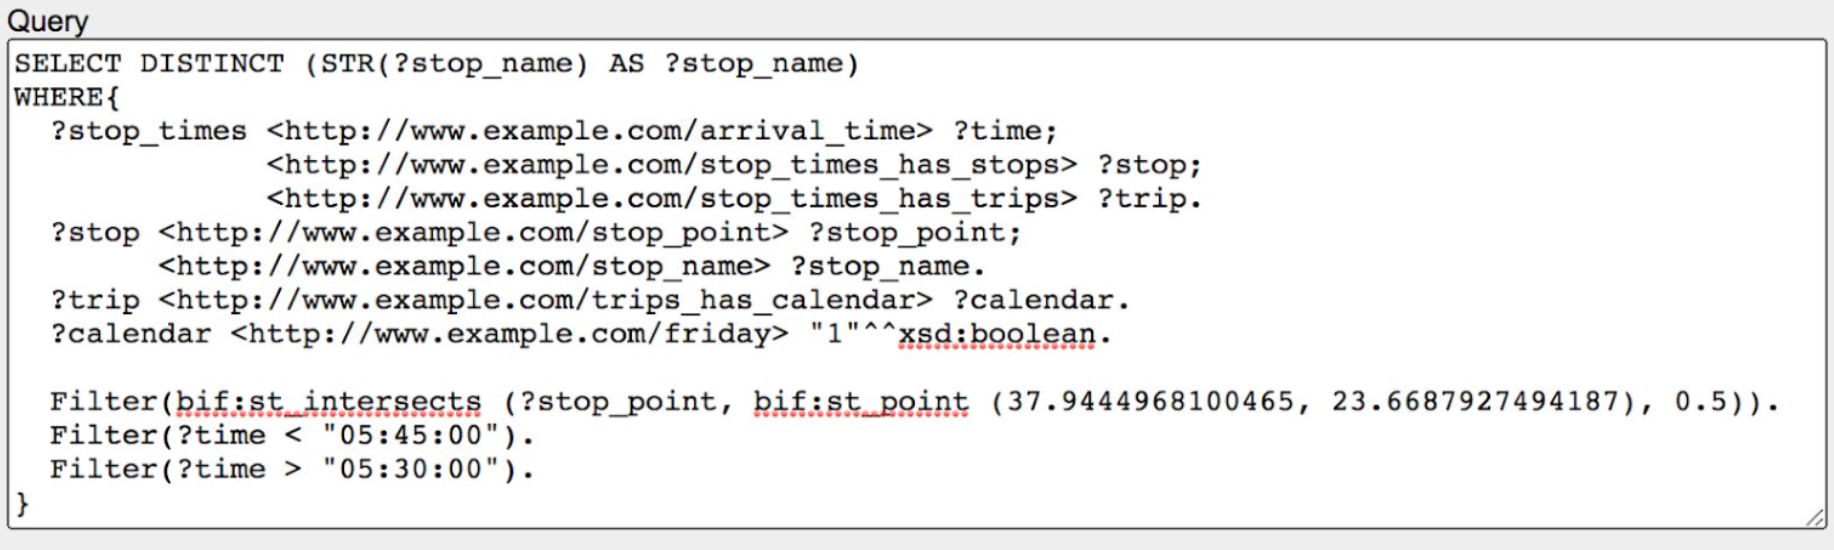 Query
SELECT DISTINCT (STR(?stop_name) AS ?stop_name)
WHERE{
?stop_times <http://www.example.com/arrival_time> ?time;
<http://www.example.com/stop_times_has_stops> ?stop;
<http://www.example.com/stop_times_has_trips> ?trip.
?stop <http://www.example.com/stop_point> ?stop_point;
<http://www.example.com/stop_name> ?stop_name.
?trip <http://www.example.com/trips_has_calendar> ?calendar.
?calendar <http://www.example.com/friday> "1"^^xsd:boolean.
Filter(bif:st_intersects (?stop_point, bif:st_point (37.9444968100465, 23.6687927494187), 0.5)).
Filter(?time < "05:45:00").
Filter(?time > "05:30:00").
}